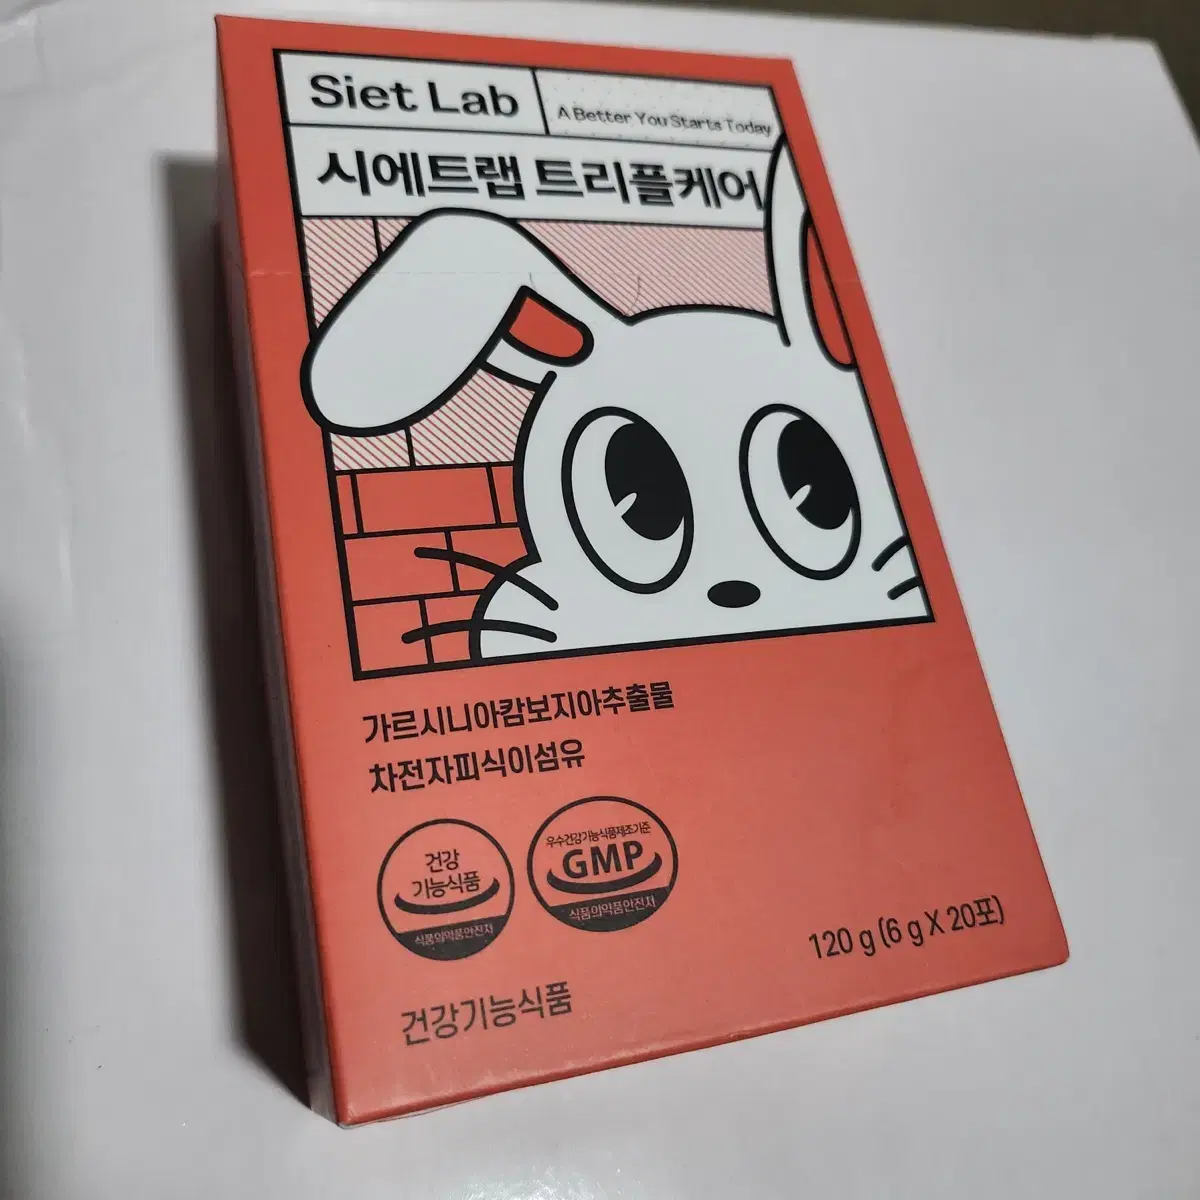 Siet Lab
A Better You Starts Today
시에트랩 트리플케어
가르시니아캄보지아추출물
차전자피식이섬유
건강
기능식품
식품의약품안전처
우수건강기능식품제조기준
GMP
식품의약품안전처
120 g (6 g X 20포)
건강기능식품